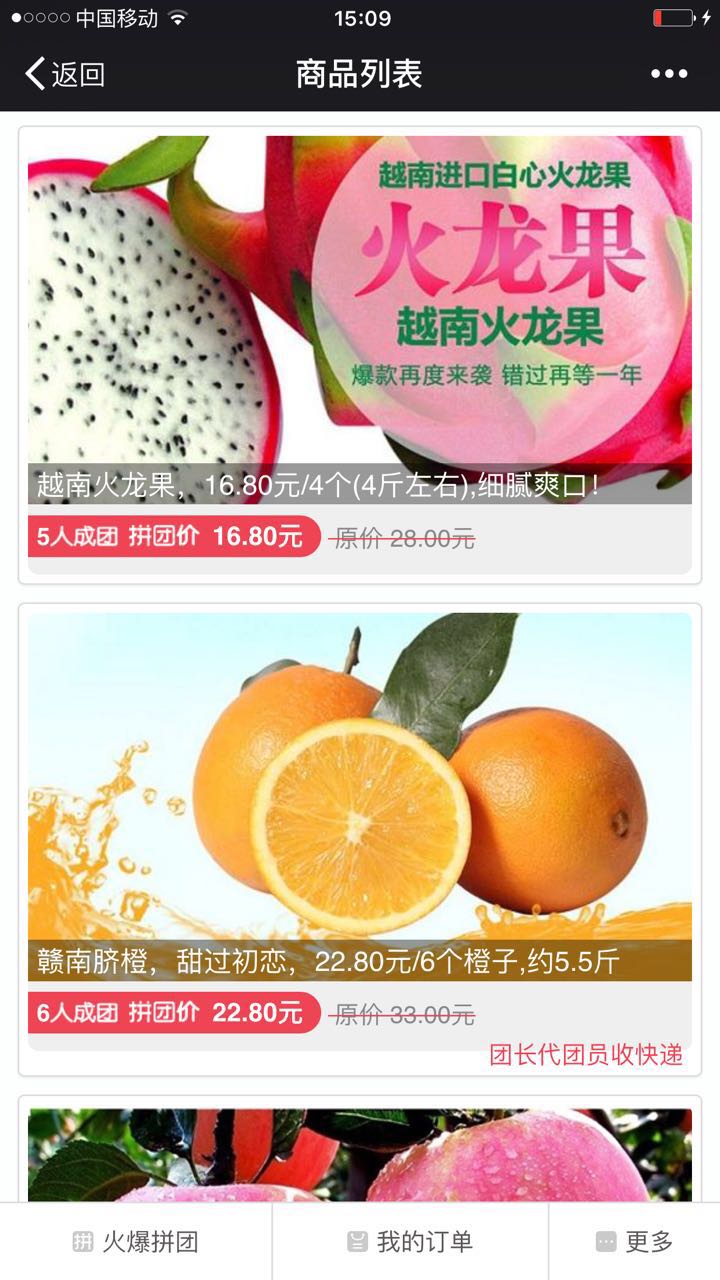 中国移动 15:09
返回 商品列表
越南进口白心火龙果
火龙果
越南火龙果
爆款再度来袭 错过再等一年
越南火龙果，16.80元/4个(4斤左右),细腻爽口！
5人成团 拼团价 16.80元 原价 28.00元
赣南脐橙，甜过初恋，22.80元/6个橙子,约5.5斤
6人成团 拼团价 22.80元 原价 33.00元
团长代团员收快递
拼 火爆拼团 我的订单 更多